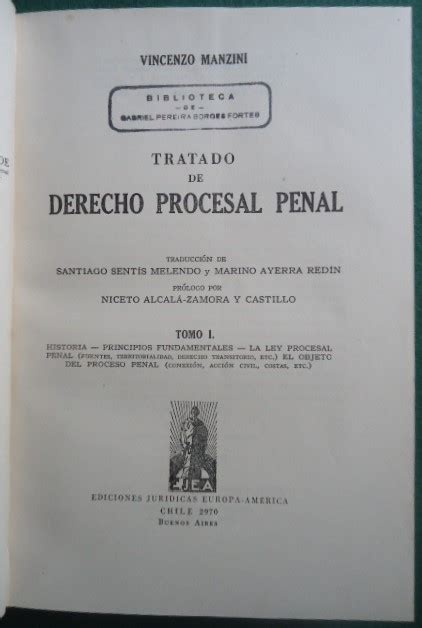 VINCENZO MANZINI
BIBLIOTECA
— DE —
GABRIEL PEREIRA BORGES FORTES
TRATADO
DE
DERECHO PROCESAL PENAL
TRADUCCIÓN DE
SANTIAGO SENTÍS MELENDO y MARINO AYERRA REDIN
PRÓLOGO POR
NICETO ALCALÁ-ZAMORA Y CASTILLO
TOMO I.
HISTORIA — PRINCIPIOS FUNDAMENTALES — LA LEY PROCESAL
PENAL (FUENTES, TERRITORIALIDAD, DERECHO TRANSITORIO, ETC.) EL OBJETO
DEL PROCESO PENAL (CONEXIÓN, ACCIÓN CIVIL, COSTAS, ETC.)
EJEA
EDICIONES JURIDICAS EUROPA-AMÉRICA
CHILE 2970
BUENOS AIRES
DE